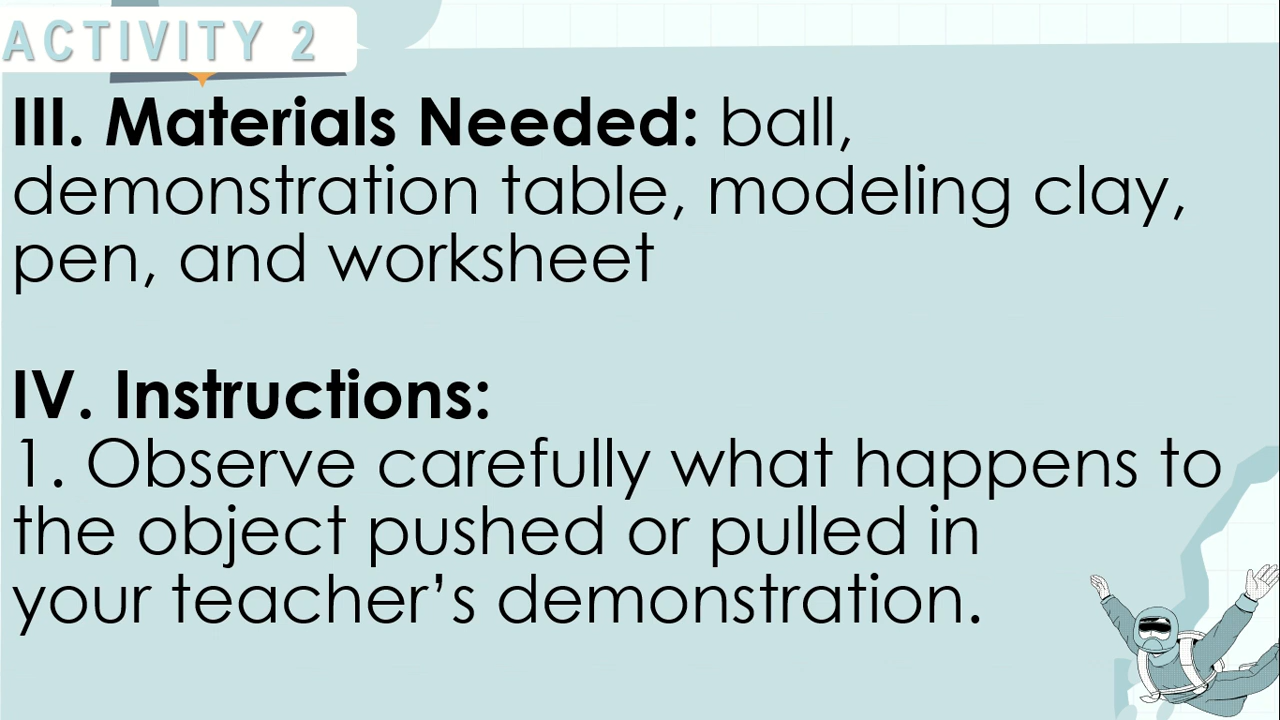 ACTIVITY 2
III. Materials Needed: ball,
demonstration table, modeling clay,
pen, and worksheet
IV. Instructions:
1. Observe carefully what happens to
the object pushed or pulled in
your teacher’s demonstration.